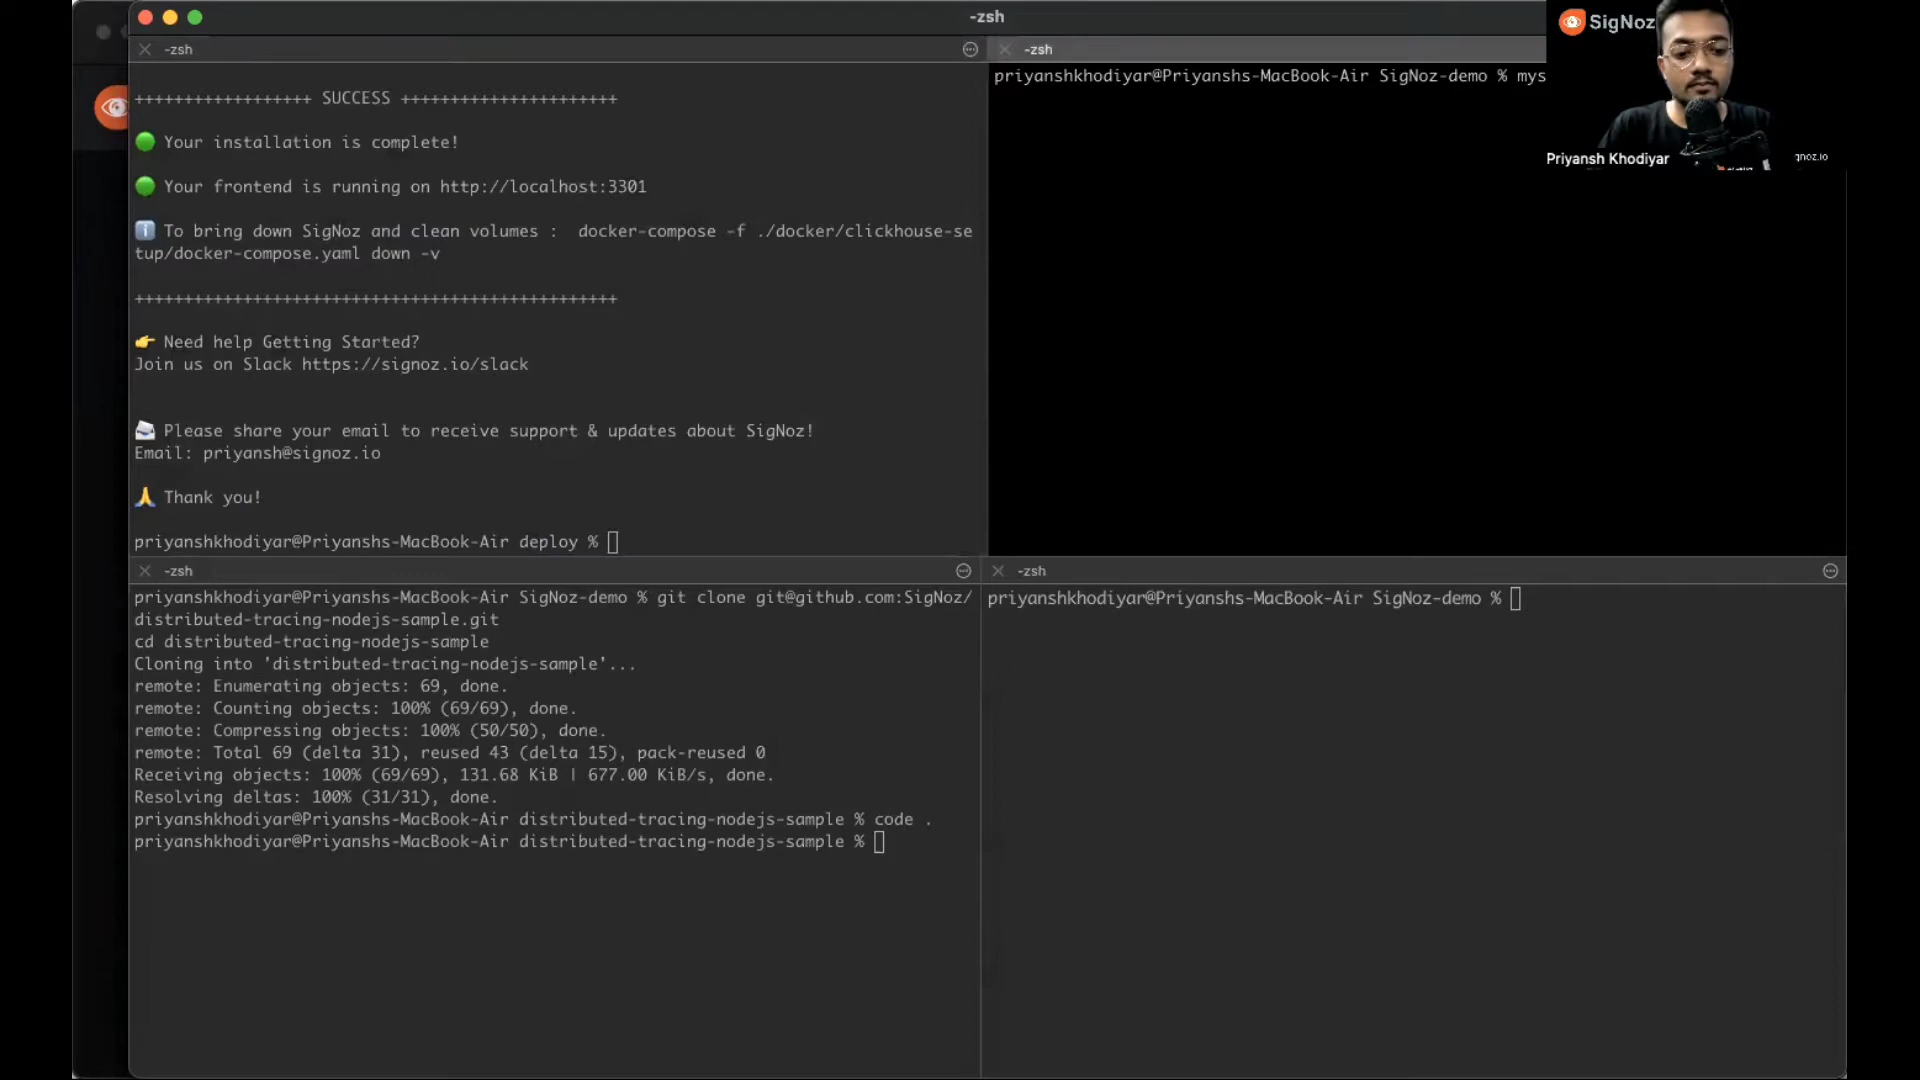 -zsh
-zsh
++++++++++++++++++ SUCCESS ++++++++++++++++++++++
🟢 Your installation is complete!
🟢 Your frontend is running on http://localhost:3301
ℹ️ To bring down SigNoz and clean volumes :  docker-compose -f ./docker/clickhouse-se
tup/docker-compose.yaml down -v
+++++++++++++++++++++++++++++++++++++++++++++++++
👉 Need help Getting Started?
Join us on Slack https://signoz.io/slack
📨 Please share your email to receive support & updates about SigNoz!
Email: priyansh@signoz.io
🙏 Thank you!
priyanshkhodiyar@Priyanshs-MacBook-Air deploy %
-zsh
priyanshkhodiyar@Priyanshs-MacBook-Air SigNoz-demo % mys
SigNoz
Priyansh Khodiyar
-zsh
priyanshkhodiyar@Priyanshs-MacBook-Air SigNoz-demo % git clone git@github.com:SigNoz/
distributed-tracing-nodejs-sample.git
cd distributed-tracing-nodejs-sample
Cloning into 'distributed-tracing-nodejs-sample'...
remote: Enumerating objects: 69, done.
remote: Counting objects: 100% (69/69), done.
remote: Compressing objects: 100% (50/50), done.
remote: Total 69 (delta 31), reused 43 (delta 15), pack-reused 0
Receiving objects: 100% (69/69), 131.68 KiB | 677.00 KiB/s, done.
Resolving deltas: 100% (31/31), done.
priyanshkhodiyar@Priyanshs-MacBook-Air distributed-tracing-nodejs-sample % code .
priyanshkhodiyar@Priyanshs-MacBook-Air distributed-tracing-nodejs-sample %
-zsh
priyanshkhodiyar@Priyanshs-MacBook-Air SigNoz-demo %